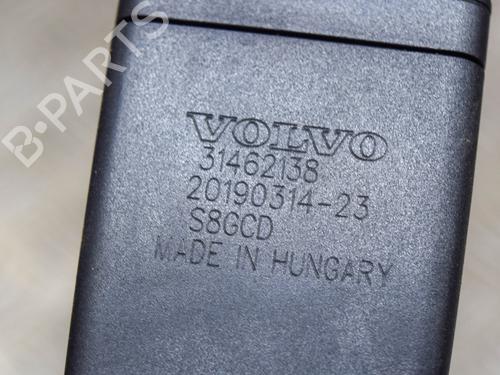 B-PARTS
VOLVO
31462138
20190314-23
S8GCD
MADE IN HUNGARY